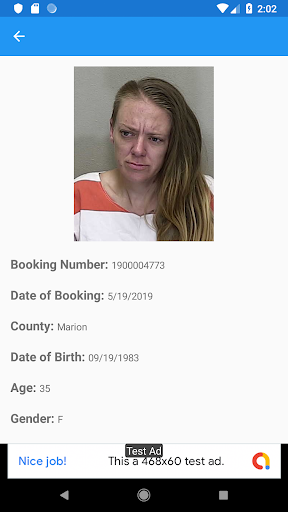 2:02
Booking Number: 1900004773
Date of Booking: 5/19/2019
County: Marion
Date of Birth: 09/19/1983
Age: 35
Gender: F
Test Ad
Nice job! This a 468x60 test ad.